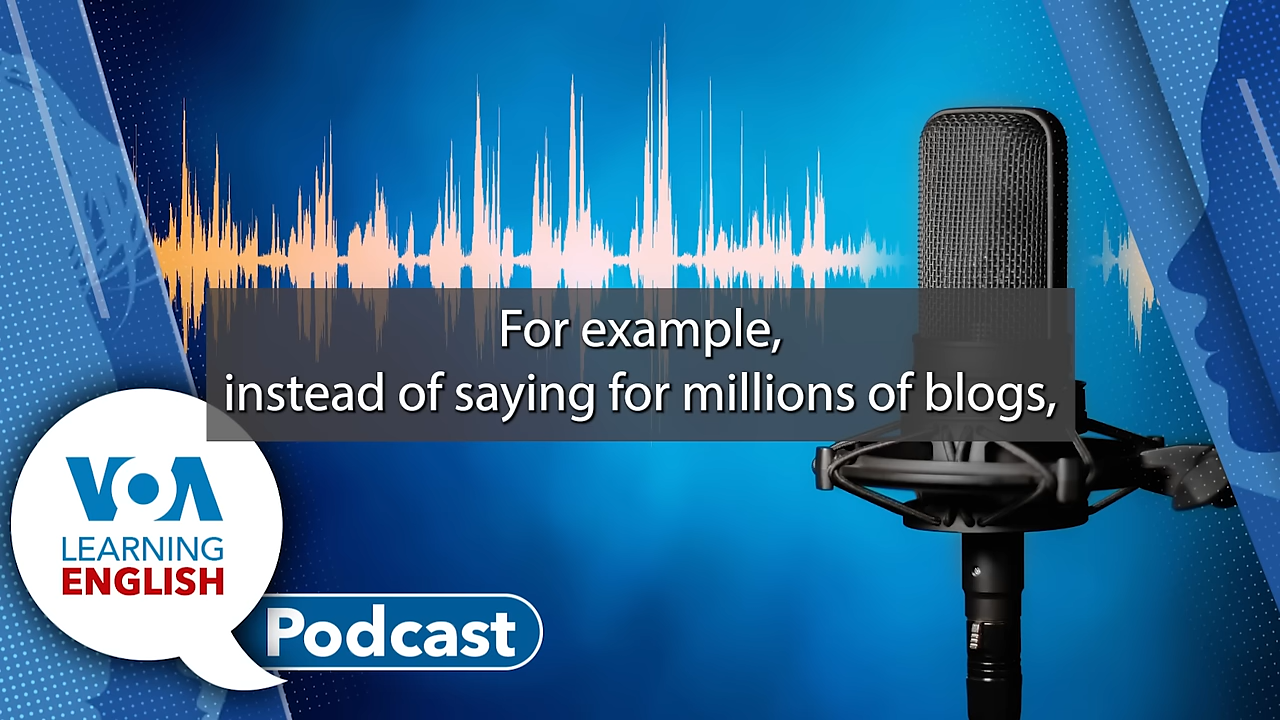 For example,
instead of saying for millions of blogs,
VOA
LEARNING
ENGLISH
Podcast